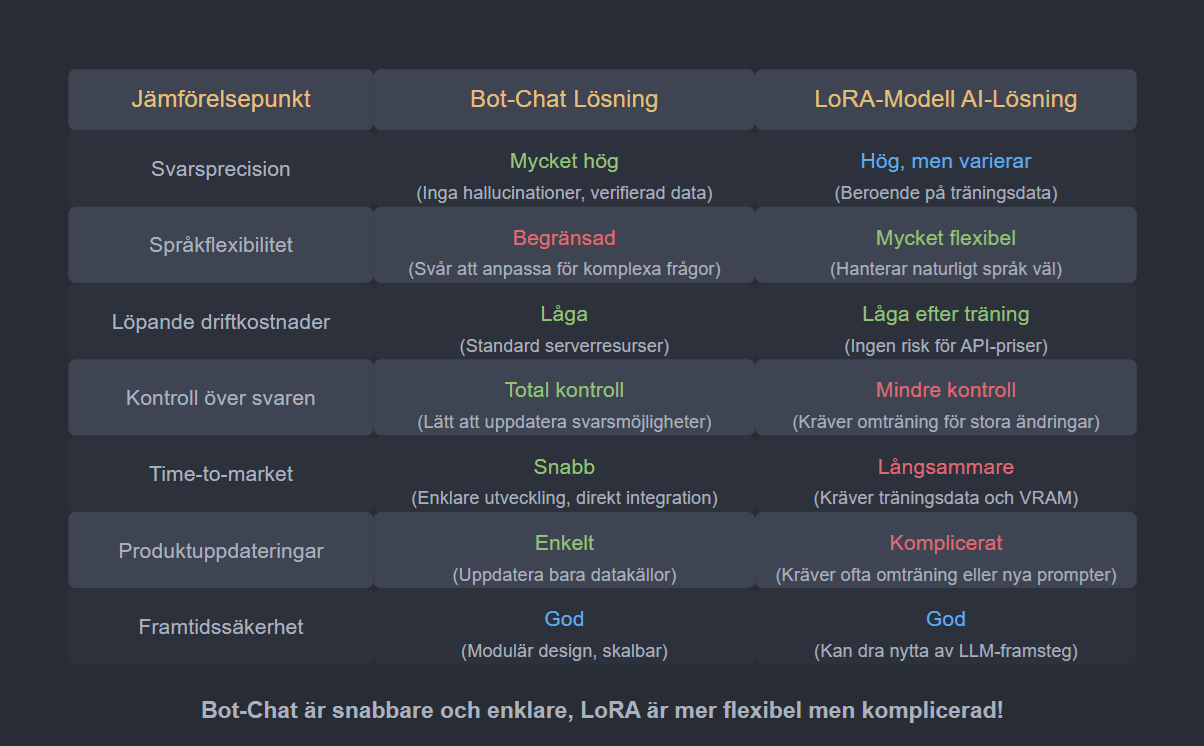 Jämförelsepunkt
Bot-Chat Lösning
LoRA-Modell AI-Lösning
Svarsprecision
Mycket hög
(Inga hallucinationer, verifierad data)
Hög, men varierar
(Beroende på träningsdata)
Språkflexibilitet
Begränsad
(Svår att anpassa för komplexa frågor)
Mycket flexibel
(Hanterar naturligt språk väl)
Löpande driftkostnader
Låga
(Standard serverresurser)
Låga efter träning
(Ingen risk för API-priser)
Kontroll över svaren
Total kontroll
(Lätt att uppdatera svarsmöjligheter)
Mindre kontroll
(Kräver omträning för stora ändringar)
Time-to-market
Snabb
(Enklare utveckling, direkt integration)
Långsammare
(Kräver träningsdata och VRAM)
Produktuppdateringar
Enkelt
(Uppdatera bara datakällor)
Komplicerat
(Kräver ofta omträning eller nya prompter)
Framtidssäkerhet
God
(Modulär design, skalbar)
God
(Kan dra nytta av LLM-framsteg)
Bot-Chat är snabbare och enklare, LoRA är mer flexibel men komplicerad!